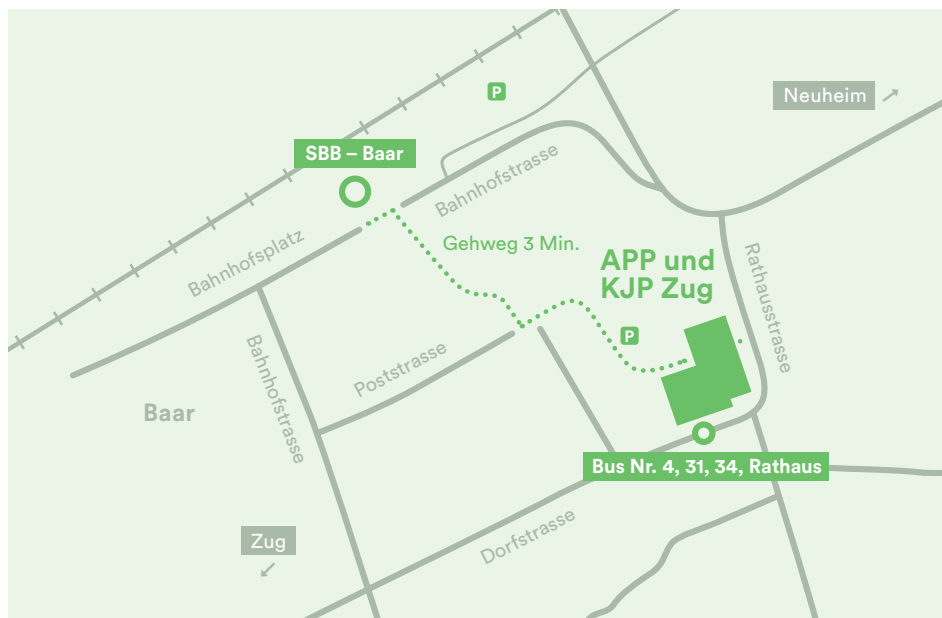 P
Neuheim
SBB – Baar
Bahnhofstrasse
Gehweg 3 Min.
Bahnhofsplatz
APP und
KJP Zug
Rathausstrasse
P
Bahnhofstrasse
Poststrasse
Baar
Bus Nr. 4, 31, 34, Rathaus
Dorfstrasse
Zug